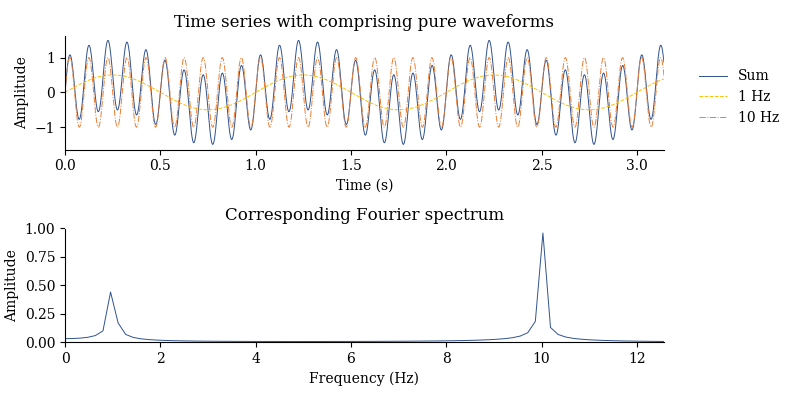 Time series with comprising pure waveforms
Amplitude
1
0
−1
0.0 0.5 1.0 1.5 2.0 2.5 3.0
Time (s)
Sum
1 Hz
10 Hz
Corresponding Fourier spectrum
Amplitude
1.00
0.75
0.50
0.25
0.00
0 2 4 6 8 10 12
Frequency (Hz)